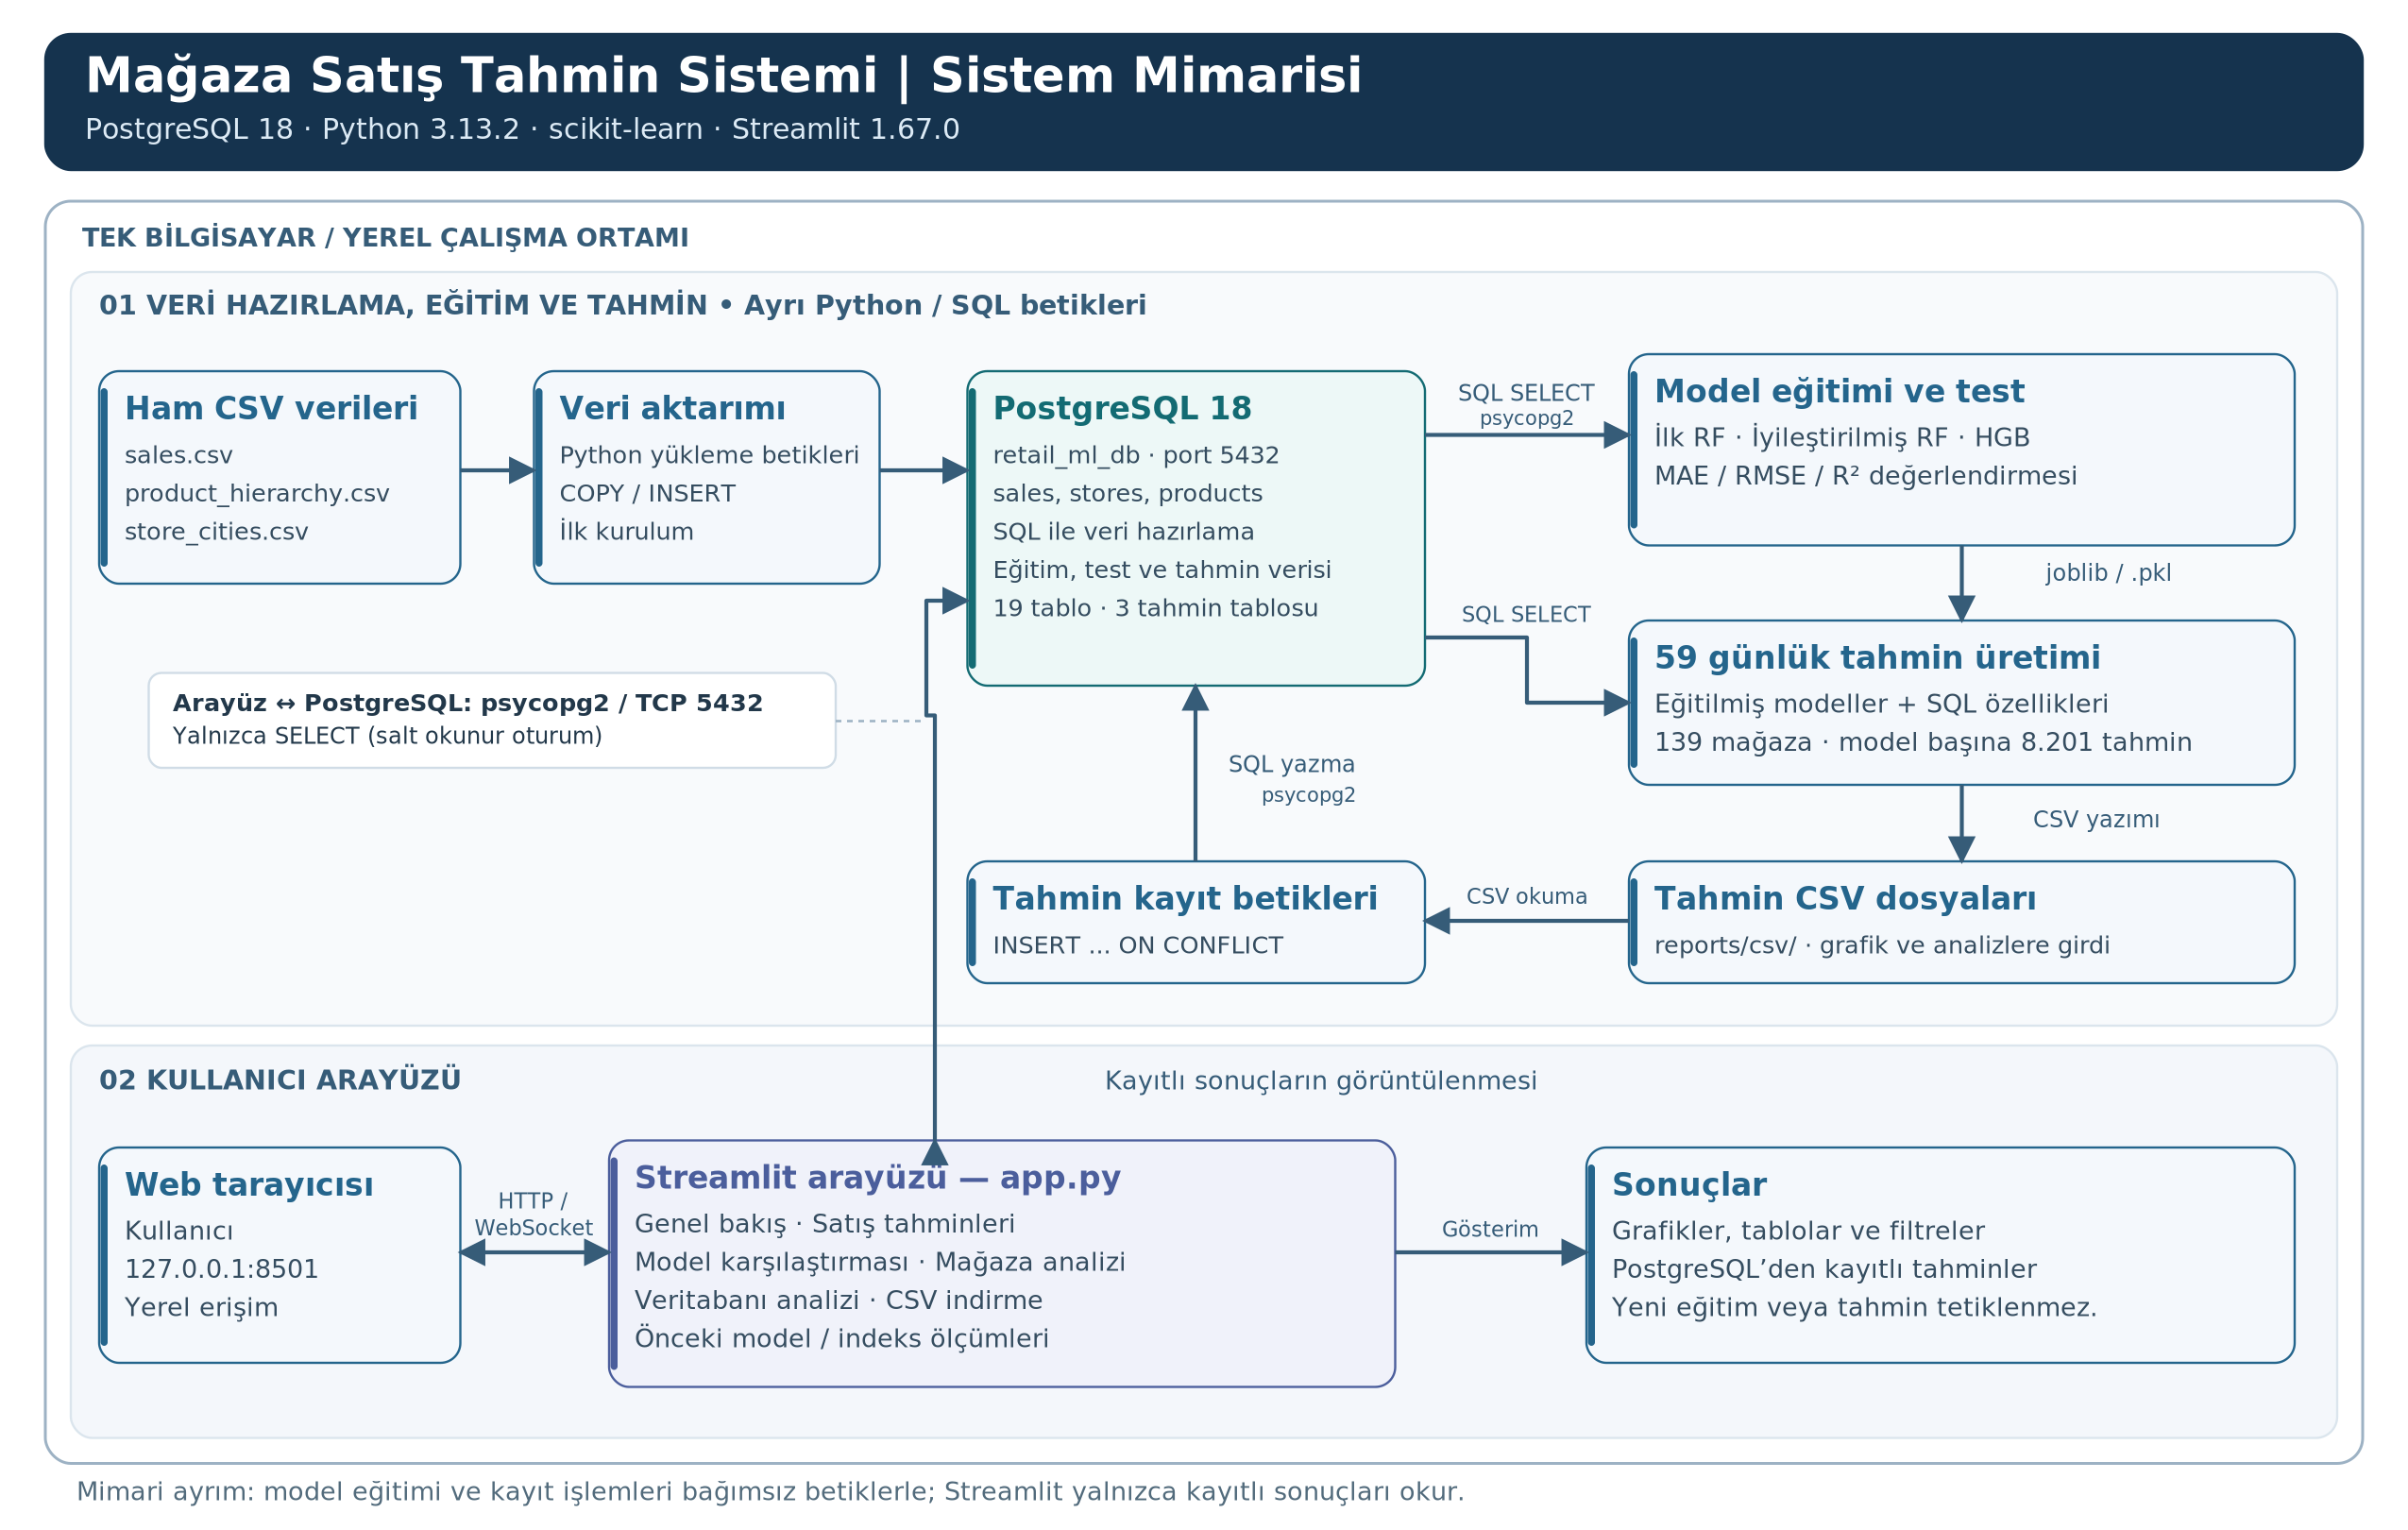 Mağaza Satış Tahmin Sistemi | Sistem Mimarisi
PostgreSQL 18 · Python 3.13.2 · scikit-learn · Streamlit 1.67.0
TEK BİLGİSAYAR / YEREL ÇALIŞMA ORTAMI
01 VERİ HAZIRLAMA, EĞİTİM VE TAHMİN • Ayrı Python / SQL betikleri
Ham CSV verileri
sales.csv
product_hierarchy.csv
store_cities.csv
Veri aktarımı
Python yükleme betikleri
COPY / INSERT
İlk kurulum
PostgreSQL 18
retail_ml_db · port 5432
sales, stores, products
SQL ile veri hazırlama
Eğitim, test ve tahmin verisi
19 tablo · 3 tahmin tablosu
SQL SELECT
psycopg2
Model eğitimi ve test
İlk RF · İyileştirilmiş RF · HGB
MAE / RMSE / R² değerlendirmesi
joblib / .pkl
SQL SELECT
59 günlük tahmin üretimi
Eğitilmiş modeller + SQL özellikleri
139 mağaza · model başına 8.201 tahmin
Arayüz ↔ PostgreSQL: psycopg2 / TCP 5432
Yalnızca SELECT (salt okunur oturum)
SQL yazma
psycopg2
CSV yazımı
Tahmin kayıt betikleri
INSERT ... ON CONFLICT
CSV okuma
Tahmin CSV dosyaları
reports/csv/ · grafik ve analizlere girdi
02 KULLANICI ARAYÜZÜ
Kayıtlı sonuçların görüntülenmesi
Web tarayıcısı
Kullanıcı
127.0.0.1:8501
Yerel erişim
HTTP /
WebSocket
Streamlit arayüzü — app.py
Genel bakış · Satış tahminleri
Model karşılaştırması · Mağaza analizi
Veritabanı analizi · CSV indirme
Önceki model / indeks ölçümleri
Gösterim
Sonuçlar
Grafikler, tablolar ve filtreler
PostgreSQL’den kayıtlı tahminler
Yeni eğitim veya tahmin tetiklenmez.
Mimari ayrım: model eğitimi ve kayıt işlemleri bağımsız betiklerle; Streamlit yalnızca kayıtlı sonuçları okur.